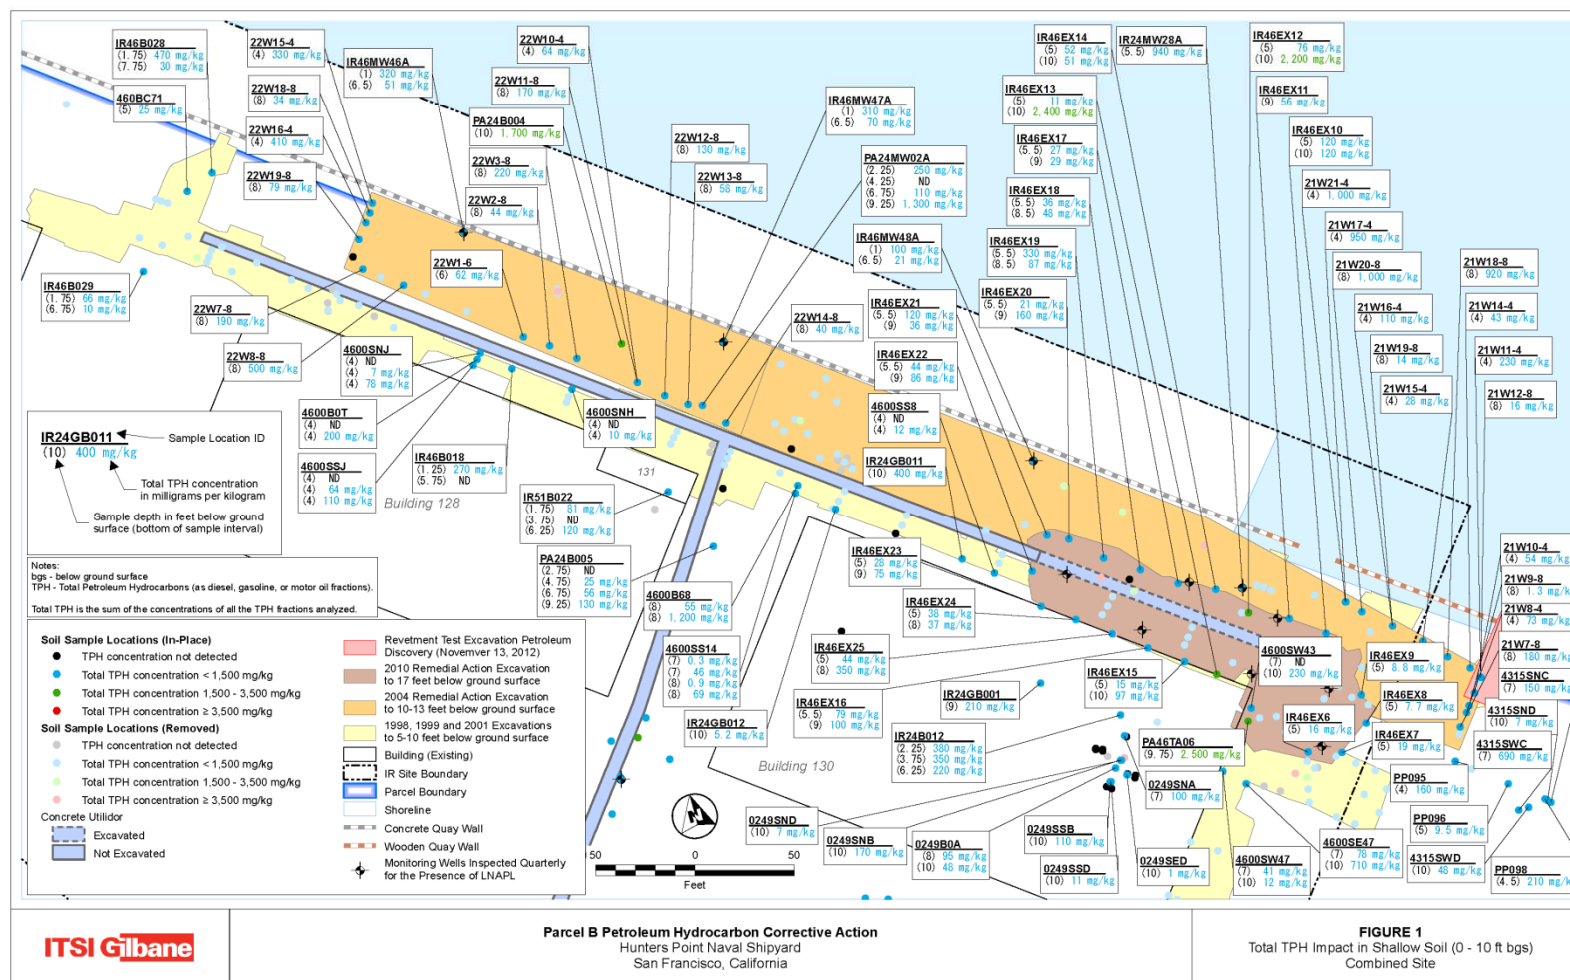 IR46B028
(1.75) 470 mg/kg
(7.75) 30 mg/kg
460BC71
(5) 25 mg/kg
22W15-4
(4) 330 mg/kg
22W18-8
(8) 34 mg/kg
22W16-4
(4) 410 mg/kg
22W19-8
(8) 79 mg/kg
IR46MW46A
(1) 320 mg/kg
(6.5) 51 mg/kg
22W10-4
(4) 64 mg/kg
22W11-8
(8) 170 mg/kg
PA24B004
(10) 1,700 mg/kg
22W3-8
(8) 220 mg/kg
22W2-8
(8) 44 mg/kg
22W1-6
(6) 62 mg/kg
22W12-8
(8) 130 mg/kg
22W13-8
(8) 58 mg/kg
IR46MW47A
(1) 310 mg/kg
(6.5) 70 mg/kg
PA24MW02A
(2.25) 250 mg/kg
(4.25) ND
(6.75) 110 mg/kg
(9.25) 1,300 mg/kg
IR46MW48A
(1) 100 mg/kg
(6.5) 21 mg/kg
IR46EX14
(5) 52 mg/kg
(10) 51 mg/kg
IR24MW28A
(5.5) 940 mg/kg
IR46EX13
(5) 11 mg/kg
(10) 2,400 mg/kg
IR46EX17
(5.5) 27 mg/kg
(9) 29 mg/kg
IR46EX18
(5.5) 36 mg/kg
(8.5) 48 mg/kg
IR46EX19
(5.5) 330 mg/kg
(8.5) 87 mg/kg
IR46EX20
(5.5) 21 mg/kg
(9) 160 mg/kg
IR46EX12
(5) 76 mg/kg
(10) 2,200 mg/kg
IR46EX11
(9) 56 mg/kg
IR46EX10
(5) 120 mg/kg
(10) 120 mg/kg
21W21-4
(4) 1,000 mg/kg
21W17-4
(4) 950 mg/kg
21W20-8
(8) 1,000 mg/kg
21W16-4
(4) 110 mg/kg
21W19-8
(8) 14 mg/kg
21W15-4
(4) 28 mg/kg
21W18-8
(8) 920 mg/kg
21W14-4
(4) 43 mg/kg
21W11-4
(4) 230 mg/kg
21W12-8
(8) 16 mg/kg
IR46B029
(1.75) 66 mg/kg
(6.75) 10 mg/kg
22W7-8
(8) 190 mg/kg
22W8-8
(8) 500 mg/kg
4600SNJ
(4) ND
(4) 7 mg/kg
(4) 78 mg/kg
4600B0T
(4) ND
(4) 200 mg/kg
4600SSJ
(4) ND
(4) 64 mg/kg
(4) 110 mg/kg
IR46B018
(1.25) 270 mg/kg
(5.75) ND
4600SNH
(4) ND
(4) 10 mg/kg
22W14-8
(8) 40 mg/kg
IR46EX21
(5.5) 120 mg/kg
(9) 36 mg/kg
IR46EX22
(5.5) 44 mg/kg
(9) 86 mg/kg
4600SS8
(4) ND
(4) 12 mg/kg
IR24GB011
(10) 400 mg/kg
IR51B022
(1.75) 81 mg/kg
(3.75) ND
(6.25) 120 mg/kg
PA24B005
(2.75) ND
(4.75) 25 mg/kg
(6.75) 56 mg/kg
(9.25) 130 mg/kg
4600B68
(8) 55 mg/kg
(8) 1,200 mg/kg
4600SS14
(7) 0.3 mg/kg
(7) 46 mg/kg
(8) 0.9 mg/kg
(8) 69 mg/kg
IR24GB012
(10) 5.2 mg/kg
IR46EX23
(5) 28 mg/kg
(9) 75 mg/kg
IR46EX24
(5) 38 mg/kg
(8) 37 mg/kg
IR46EX25
(5) 44 mg/kg
(8) 350 mg/kg
IR46EX16
(5.5) 79 mg/kg
(9) 100 mg/kg
IR24GB001
(9) 210 mg/kg
IR24B012
(2.25) 380 mg/kg
(3.75) 350 mg/kg
(6.25) 220 mg/kg
IR46EX15
(5) 15 mg/kg
(10) 97 mg/kg
PA46TA06
(9.75) 2,500 mg/kg
4600SW43
(7) ND
(10) 230 mg/kg
IR46EX9
(5) 8.8 mg/kg
IR46EX8
(5) 7.7 mg/kg
IR46EX6
(5) 16 mg/kg
IR46EX7
(5) 19 mg/kg
21W10-4
(4) 54 mg/kg
21W9-8
(8) 1.3 mg/kg
21W8-4
(4) 73 mg/kg
21W7-8
(8) 180 mg/kg
4315SNC
(7) 150 mg/kg
4315SND
(10) 7 mg/kg
4315SWC
(7) 690 mg/kg
PP095
(4) 160 mg/kg
PP096
(5) 9.5 mg/kg
4315SWD
(10) 48 mg/kg
PP098
(4.5) 210 mg/kg
0249SND
(10) 7 mg/kg
0249SNB
(10) 170 mg/kg
0249B0A
(8) 95 mg/kg
(10) 48 mg/kg
0249SSB
(10) 110 mg/kg
0249SSD
(10) 11 mg/kg
0249SNA
(7) 100 mg/kg
0249SED
(10) 1 mg/kg
4600SW47
(7) 41 mg/kg
(10) 12 mg/kg
4600SE47
(7) 78 mg/kg
(10) 710 mg/kg
Building 128
131
Building 130
IR24GB011
(10) 400 mg/kg
Sample Location ID
Total TPH concentration
in milligrams per kilogram
Sample depth in feet below ground
surface (bottom of sample interval)
Notes:
bgs - below ground surface
TPH - Total Petroleum Hydrocarbons (as diesel, gasoline, or motor oil fractions).
Total TPH is the sum of the concentrations of all the TPH fractions analyzed.
Soil Sample Locations (In-Place)
TPH concentration not detected
Total TPH concentration < 1,500 mg/kg
Total TPH concentration 1,500 - 3,500 mg/kg
Total TPH concentration ≥ 3,500 mg/kg
Soil Sample Locations (Removed)
TPH concentration not detected
Total TPH concentration < 1,500 mg/kg
Total TPH concentration 1,500 - 3,500 mg/kg
Total TPH concentration ≥ 3,500 mg/kg
Concrete Utilidor
Excavated
Not Excavated
Revetment Test Excavation Petroleum
Discovery (Novemver 13, 2012)
2010 Remedial Action Excavation
to 17 feet below ground surface
2004 Remedial Action Excavation
to 10-13 feet below ground surface
1998, 1999 and 2001 Excavations
to 5-10 feet below ground surface
Building (Existing)
IR Site Boundary
Parcel Boundary
Shoreline
Concrete Quay Wall
Wooden Quay Wall
Monitoring Wells Inspected Quarterly
for the Presence of LNAPL
50 0 50
Feet
ITSI Gilbane
Parcel B Petroleum Hydrocarbon Corrective Action
Hunters Point Naval Shipyard
San Francisco, California
FIGURE 1
Total TPH Impact in Shallow Soil (0 - 10 ft bgs)
Combined Site